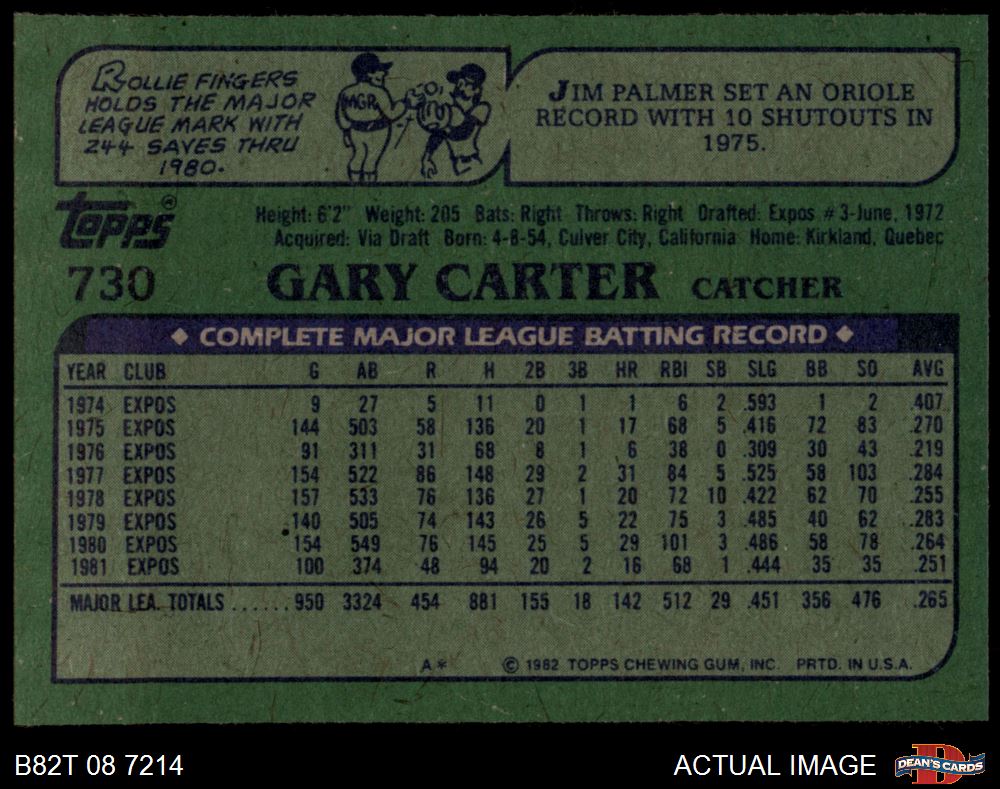 ROLLIE FINGERS
HOLDS THE MAJOR
LEAGUE MARK WITH
244 SAVES THRU
1980.
MGR.
JIM PALMER SET AN ORIOLE
RECORD WITH 10 SHUTOUTS IN
1975.
Topps®
Height: 6'2" Weight: 205 Bats: Right Throws: Right Drafted: Expos #3-June, 1972
Acquired: Via Draft Born: 4-8-54, Culver City, California Home: Kirkland, Quebec
730 GARY CARTER CATCHER
◆ COMPLETE MAJOR LEAGUE BATTING RECORD ◆
YEAR CLUB G AB R H 2B 3B HR RBI SB SLG BB SO AVG
1974 EXPOS 9 27 5 11 0 1 1 6 2 .593 1 2 .407
1975 EXPOS 144 503 58 136 20 1 17 68 5 .416 72 83 .270
1976 EXPOS 91 311 31 68 8 1 6 38 0 .309 30 43 .219
1977 EXPOS 154 522 86 148 29 2 31 84 5 .525 58 103 .284
1978 EXPOS 157 533 76 136 27 1 20 72 10 .422 62 70 .255
1979 EXPOS 140 505 74 143 26 5 22 75 3 .485 40 62 .283
1980 EXPOS 154 549 76 145 25 5 29 101 3 .486 58 78 .264
1981 EXPOS 100 374 48 94 20 2 16 68 1 .444 35 35 .251
MAJOR LEA. TOTALS ......950 3324 454 881 155 18 142 512 29 .451 356 476 .265
A* © 1982 TOPPS CHEWING GUM, INC. PRTD. IN U.S.A.
B82T 08 7214 ACTUAL IMAGE DEAN'S CARDS